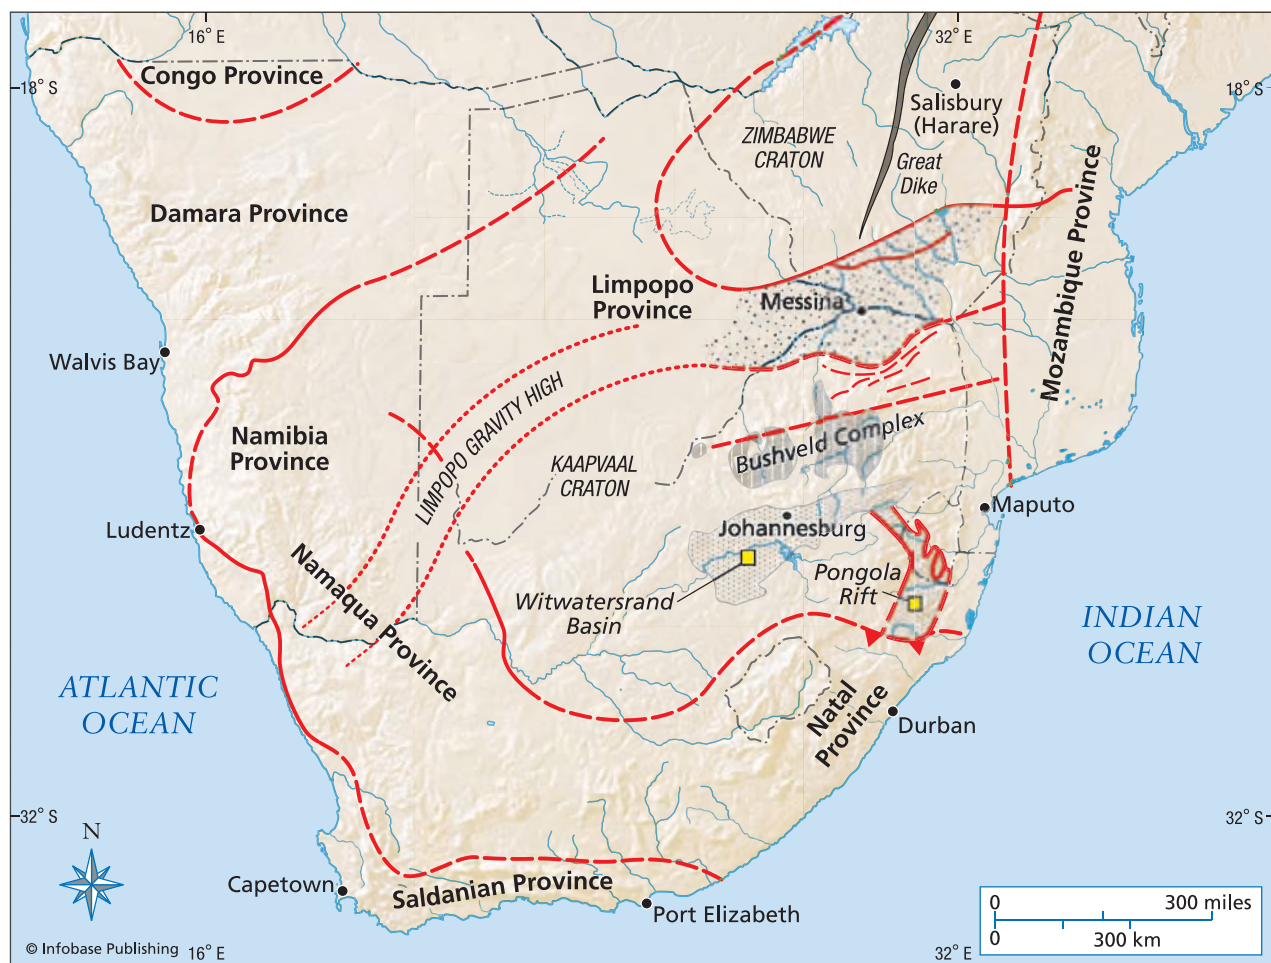 16° E
32° E
18° S
18° S
Congo Province
Salisbury
(Harare)
ZIMBABWE
CRATON
Great
Dike
Damara Province
Mozambique Province
Limpopo
Province
Messina
Walvis Bay
LIMPOPO GRAVITY HIGH
Namibia
Province
Bushveld Complex
KAAPVAAL
CRATON
Ludentz
Maputo
Johannesburg
Namaqua Province
Pongola
Rift
Witwatersrand
Basin
INDIAN
OCEAN
ATLANTIC
OCEAN
Natal
Province
Durban
32° S
32° S
N
Capetown
Saldanian Province
Port Elizabeth
0
300 miles
0
300 km
© Infobase Publishing
16° E
32° E